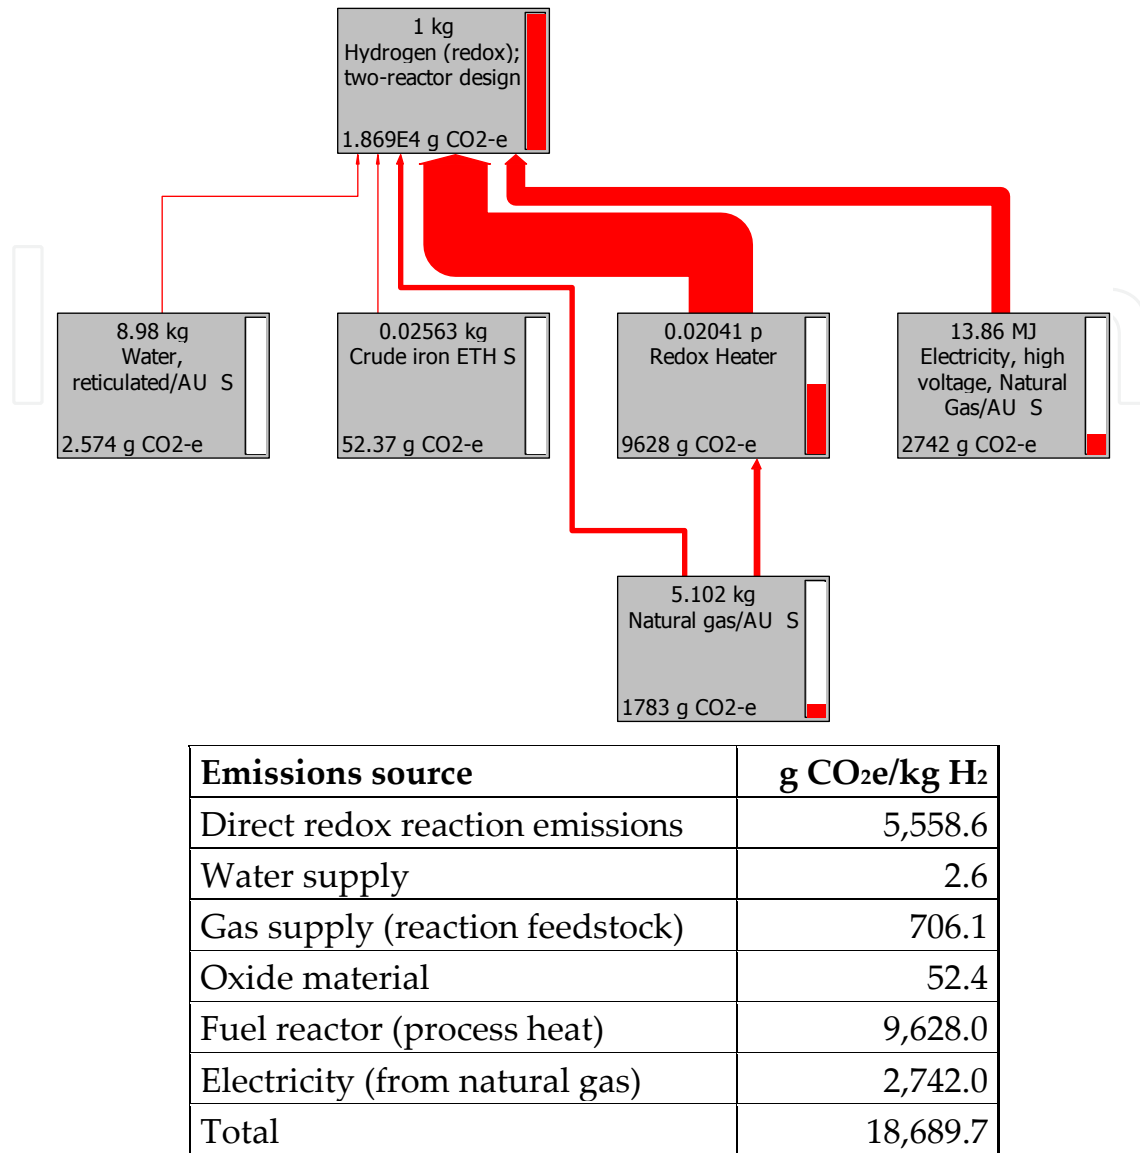 1 kg
Hydrogen (redox);
two-reactor design
1.869E4 g CO2-e
8.98 kg
Water,
reticulated/AU S
2.574 g CO2-e
0.02563 kg
Crude iron ETH S
52.37 g CO2-e
0.02041 p
Redox Heater
9628 g CO2-e
13.86 MJ
Electricity, high
voltage, Natural
Gas/AU S
2742 g CO2-e
5.102 kg
Natural gas/AU S
1783 g CO2-e
Emissions source g CO₂e/kg H₂
Direct redox reaction emissions 5,558.6
Water supply 2.6
Gas supply (reaction feedstock) 706.1
Oxide material 52.4
Fuel reactor (process heat) 9,628.0
Electricity (from natural gas) 2,742.0
Total 18,689.7